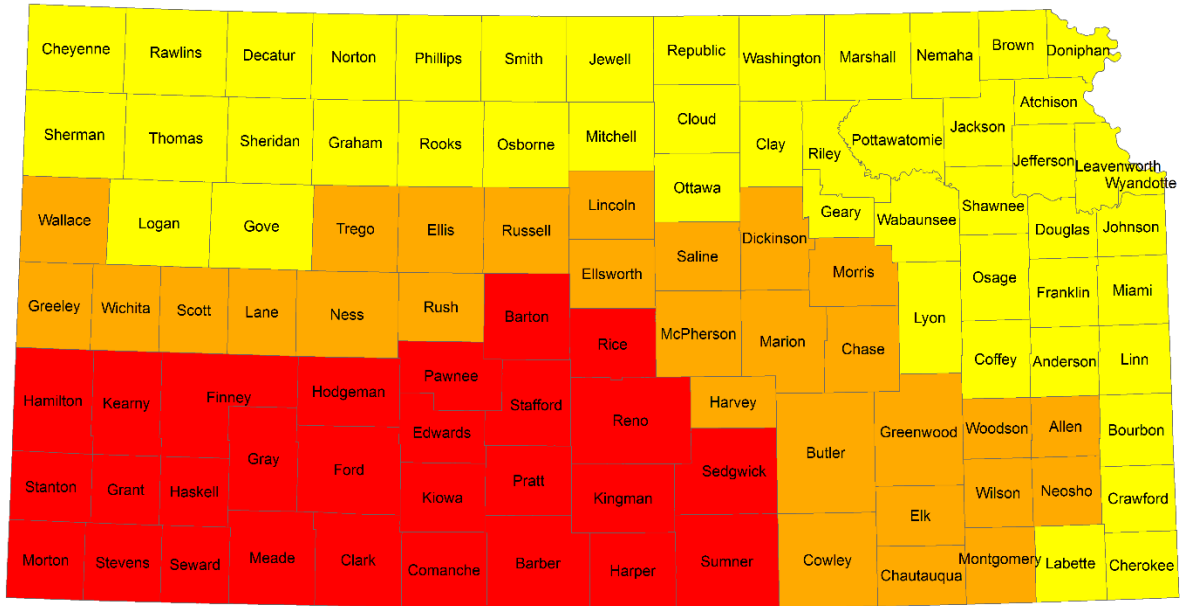 Cheyenne
Rawlins
Decatur
Norton
Phillips
Smith
Jewell
Republic
Washington
Marshall
Nemaha
Brown
Doniphan
Sherman
Thomas
Sheridan
Graham
Rooks
Osborne
Mitchell
Cloud
Clay
Riley
Pottawatomie
Jackson
Atchison
Jefferson
Leavenworth
Wyandotte
Wallace
Logan
Gove
Trego
Ellis
Russell
Lincoln
Ottawa
Saline
Dickinson
Geary
Wabaunsee
Shawnee
Douglas
Johnson
Greeley
Wichita
Scott
Lane
Ness
Rush
Barton
Ellsworth
Rice
McPherson
Marion
Morris
Chase
Lyon
Osage
Franklin
Miami
Coffey
Anderson
Linn
Hamilton
Kearny
Finney
Hodgeman
Pawnee
Stafford
Reno
Harvey
Butler
Greenwood
Woodson
Allen
Bourbon
Gray
Ford
Edwards
Sedgwick
Stanton
Grant
Haskell
Kiowa
Pratt
Kingman
Elk
Wilson
Neosho
Crawford
Morton
Stevens
Seward
Meade
Clark
Comanche
Barber
Harper
Sumner
Cowley
Chautauqua
Montgomery
Labette
Cherokee